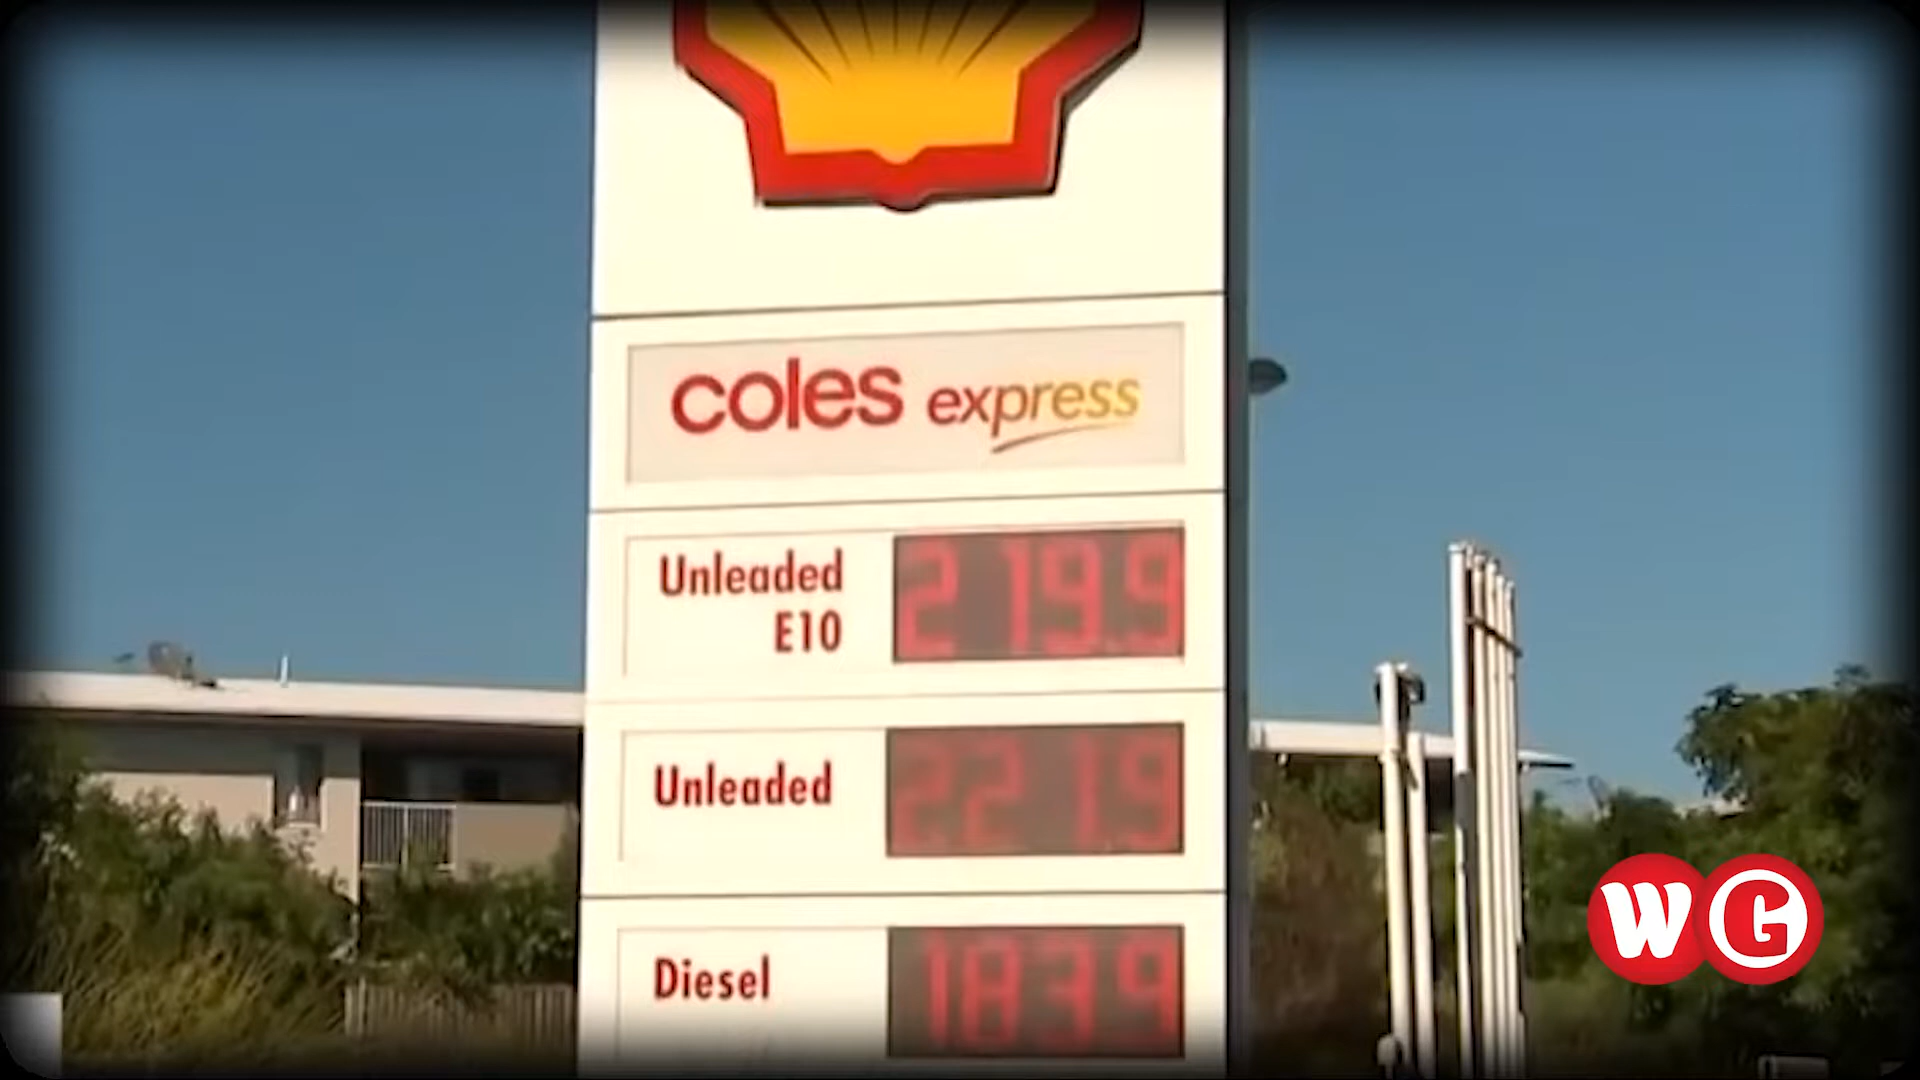 coles express
Unleaded
E10
219.9
Unleaded
221.9
Diesel
183.9
WG